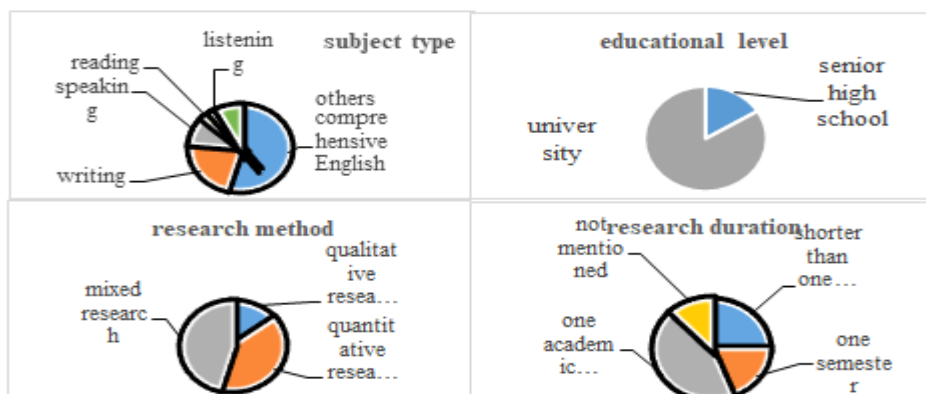 subject type
listenin
g
reading
speakin
g
writing
others
compre
hensive
English
educational level
senior
high
school
univer
sity
research method
qualitat
ive
resea...
mixed
researc
h
quantit
ative
resea...
research duration
not
mentio
ned
shorter
than
one...
one
academ
ic...
one
semeste
r